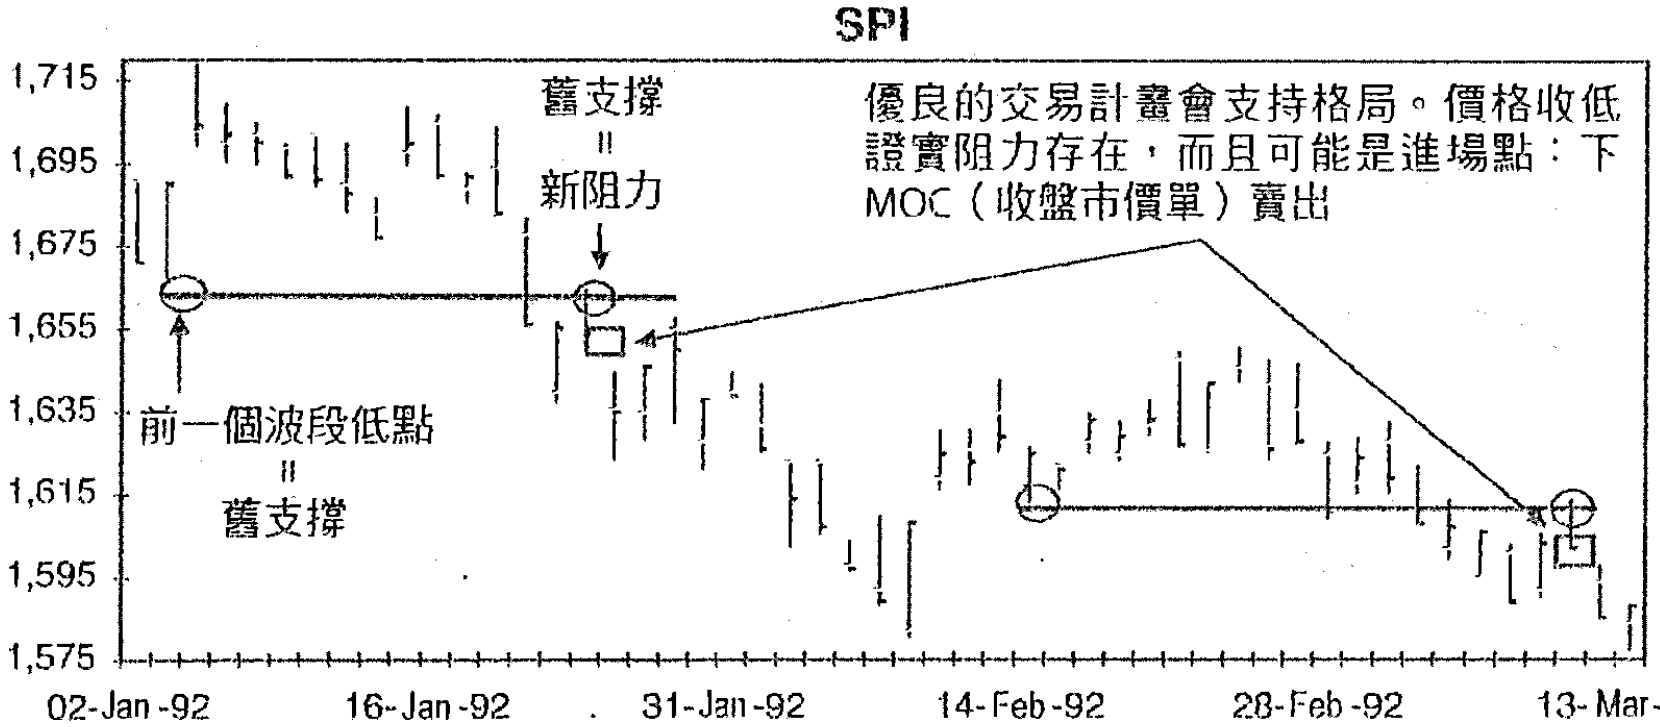 SPI
1,715
1,695
1,675
1,655
1,635
1,615
1,595
1,575
舊支撐
=
新阻力
優良的交易計畫會支持格局。價格收低
證實阻力存在，而且可能是進場點：下
MOC（收盤市價單）賣出
前一個波段低點
=
舊支撐
02-Jan-92 16-Jan-92 31-Jan-92 14-Feb-92 28-Feb-92 13-Mar-